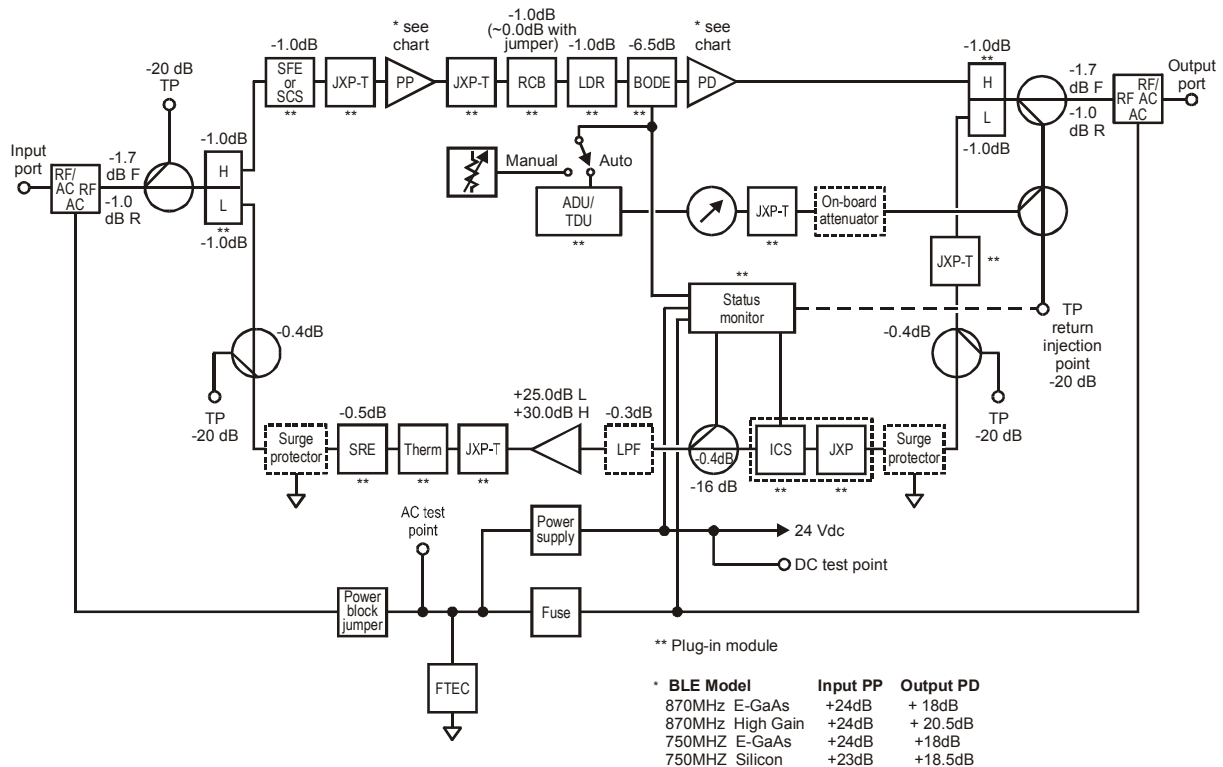 * see
chart
-1.0dB
(~0.0dB with
jumper)
* see
chart
-1.0dB
-1.0dB
-6.5dB
-1.0dB
**
-20 dB
TP
SFE
or
SCS
**
JXP-T
**
PP
JXP-T
**
RCB
**
LDR
**
BODE
**
PD
H
L
-1.0dB
-1.7
dB F
-1.0
dB R
RF/
RF AC
AC
Output
port
Input
port
RF/
AC RF
AC
-1.7
dB F
-1.0
dB R
-1.0dB
H
L
**
-1.0dB
Manual
Auto
ADU/
TDU
**
JXP-T
**
On-board
attenuator
JXP-T
**
**
Status
monitor
TP
return
injection
point
-20 dB
-0.4dB
TP
-20 dB
-0.4dB
TP
-20 dB
Surge
protector
-0.5dB
SRE
**
Therm
**
JXP-T
**
+25.0dB L
+30.0dB H
-0.3dB
LPF
-0.4dB
-16 dB
ICS
**
JXP
**
Surge
protector
AC test
point
Power
supply
24 Vdc
DC test point
Power
block
jumper
Fuse
FTEC
** Plug-in module
* BLE Model Input PP Output PD
870MHz E-GaAs +24dB + 18dB
870MHz High Gain +24dB + 20.5dB
750MHZ E-GaAs +24dB +18dB
750MHZ Silicon +23dB +18.5dB